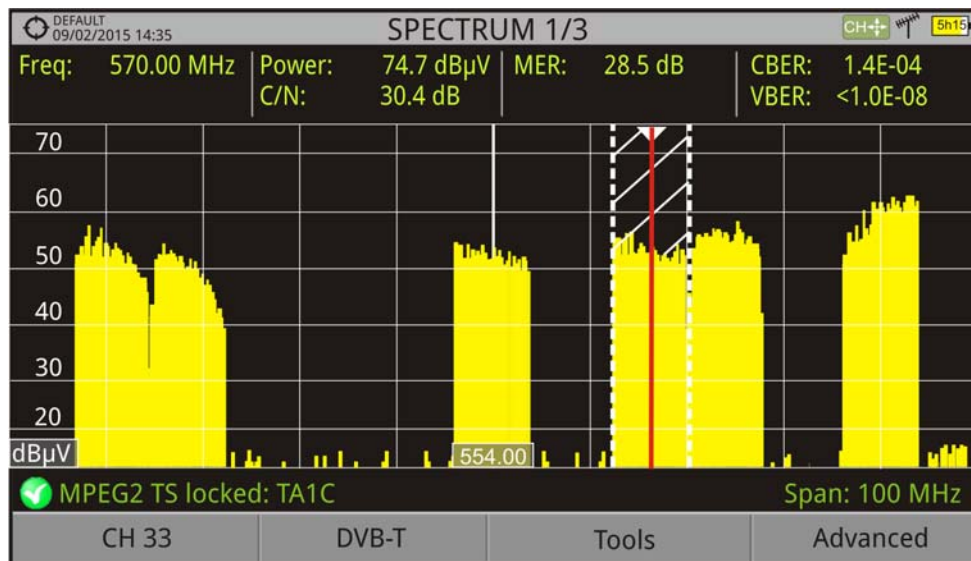 DEFAULT
09/02/2015 14:35
SPECTRUM 1/3
CH
5h15
Freq: 570.00 MHz
Power: 74.7 dBµV
MER: 28.5 dB
CBER: 1.4E-04
C/N: 30.4 dB
VBER: <1.0E-08
70
60
50
40
30
20
dBµV
554.00
MPEG2 TS locked: TA1C
Span: 100 MHz
CH 33
DVB-T
Tools
Advanced